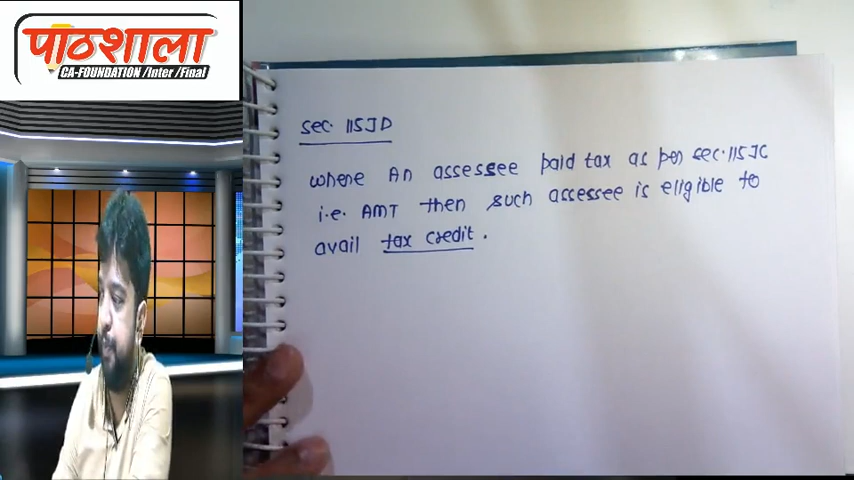 पाठशाला
CA-FOUNDATION /Inter /Final
sec. 115JD
where An assessee paid tax as per sec. 115JC
i.e. AMT then such assessee is eligible to
avail tax credit.